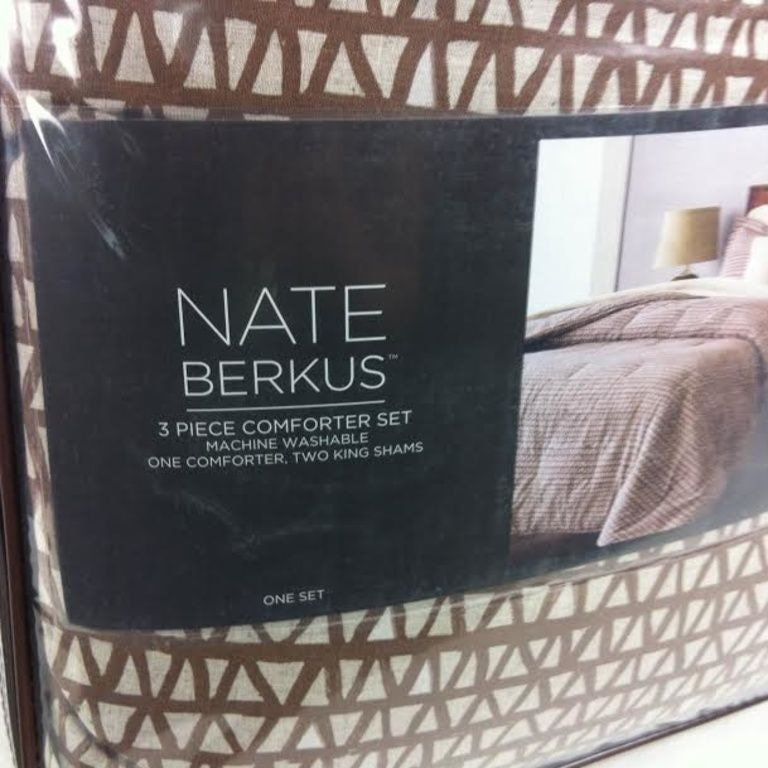 NATE
BERKUS™
3 PIECE COMFORTER SET
MACHINE WASHABLE
ONE COMFORTER, TWO KING SHAMS
ONE SET